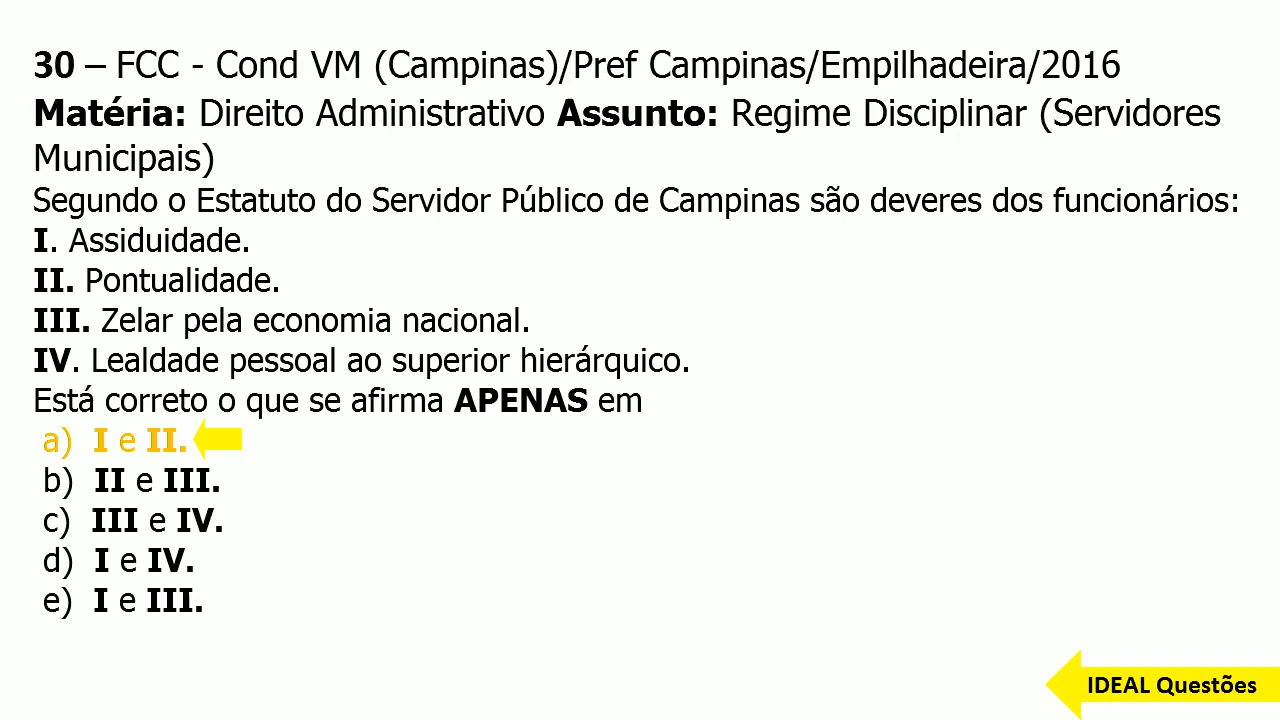 30 – FCC - Cond VM (Campinas)/Pref Campinas/Empilhadeira/2016
Matéria: Direito Administrativo Assunto: Regime Disciplinar (Servidores
Municipais)
Segundo o Estatuto do Servidor Público de Campinas são deveres dos funcionários:
I. Assiduidade.
II. Pontualidade.
III. Zelar pela economia nacional.
IV. Lealdade pessoal ao superior hierárquico.
Está correto o que se afirma APENAS em
a) I e II.
b) II e III.
c) III e IV.
d) I e IV.
e) I e III.
IDEAL Questões